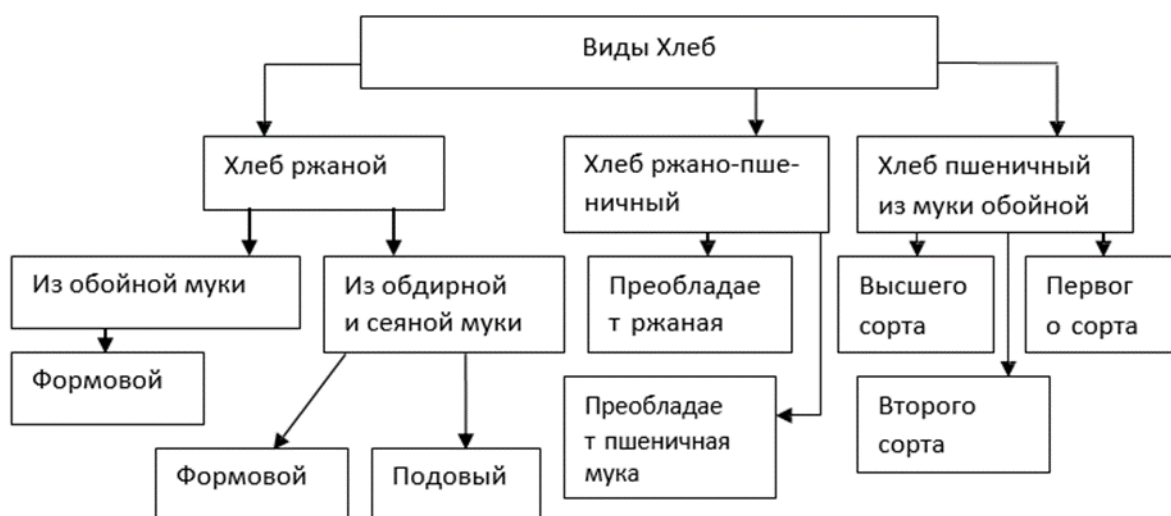 Виды Хлеб
Хлеб ржаной
Хлеб ржано-пше-
ничный
Хлеб пшеничный
из муки обойной
Из обойной муки
Из обдирной
и сеяной муки
Преобладае
т ржаная
Высшего
сорта
Первог
о сорта
Формовой
Преобладае
т пшеничная
мука
Второго
сорта
Формовой
Подовый